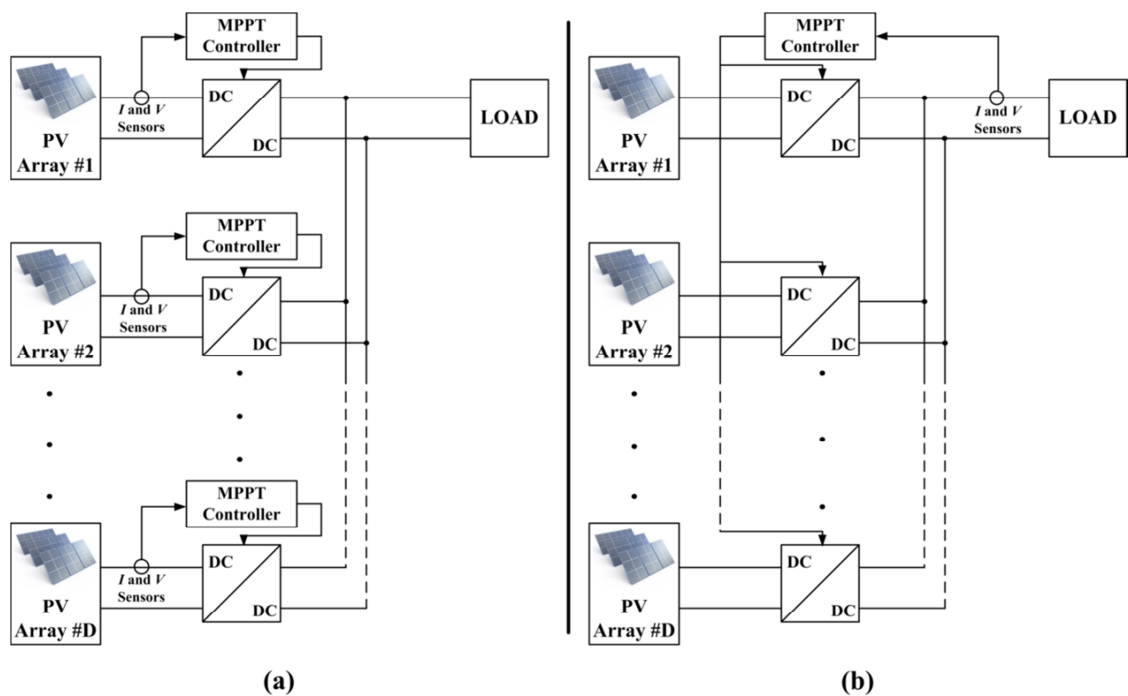 MPPT
Controller
DC
DC
I and V
Sensors
PV
Array #1
LOAD
MPPT
Controller
DC
DC
I and V
Sensors
PV
Array #2
MPPT
Controller
DC
DC
I and V
Sensors
PV
Array #D
(a)
MPPT
Controller
DC
DC
I and V
Sensors
PV
Array #1
LOAD
DC
DC
PV
Array #2
DC
DC
PV
Array #D
(b)